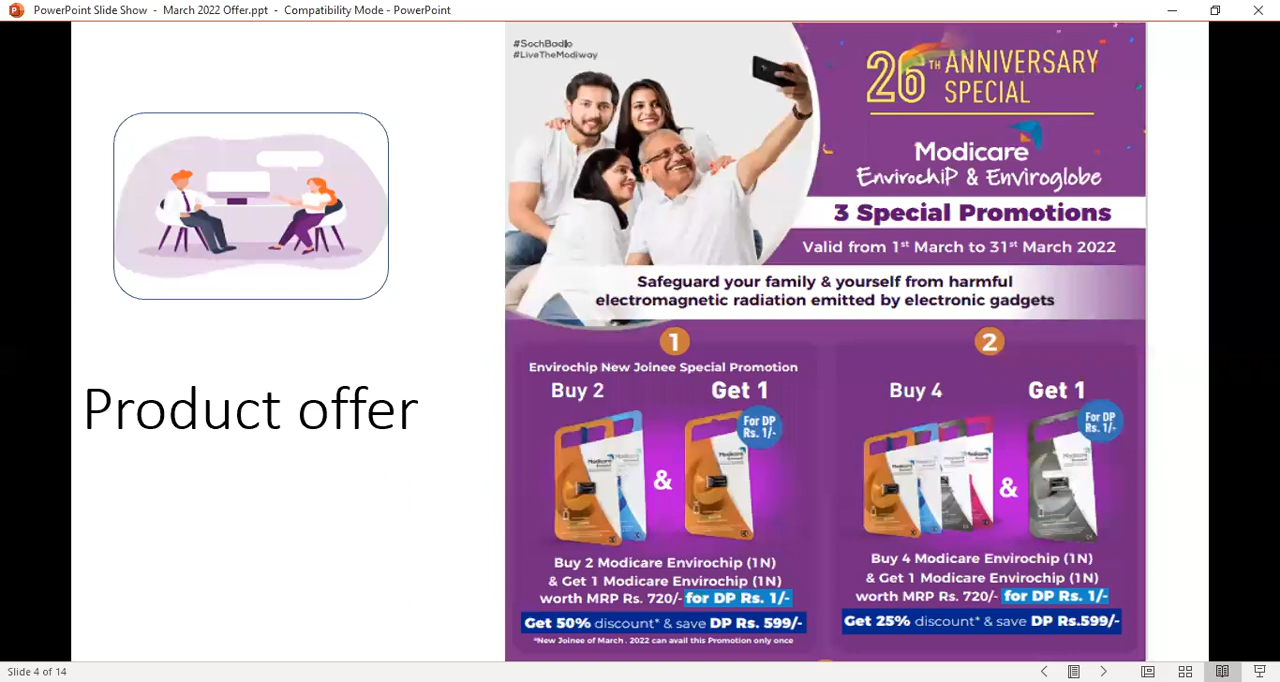 PowerPoint Slide Show - March 2022 Offer.ppt - Compatibility Mode - PowerPoint
#SochBadlo
#LiveTheModiway
26TH ANNIVERSARY
SPECIAL
Modicare
EnvirochiP & Enviroglobe
3 Special Promotions
Valid from 1st March to 31st March 2022
Safeguard your family & yourself from harmful
electromagnetic radiation emitted by electronic gadgets
Product offer
1
Envirochip New Joinee Special Promotion
Buy 2 Get 1
For DP
Rs. 1/-
Modicare
Modicare
&
Modicare
Buy 2 Modicare Envirochip (1N)
& Get 1 Modicare Envirochip (1N)
worth MRP Rs. 720/- for DP Rs. 1/-
Get 50% discount* & save DP Rs. 599/-
*New Joinee of March . 2022 can avail this Promotion only once
2
Buy 4 Get 1
For DP
Rs. 1/-
&
Buy 4 Modicare Envirochip (1N)
& Get 1 Modicare Envirochip (1N)
worth MRP Rs. 720/- for DP Rs. 1/-
Get 25% discount* & save DP Rs.599/-
Slide 4 of 14